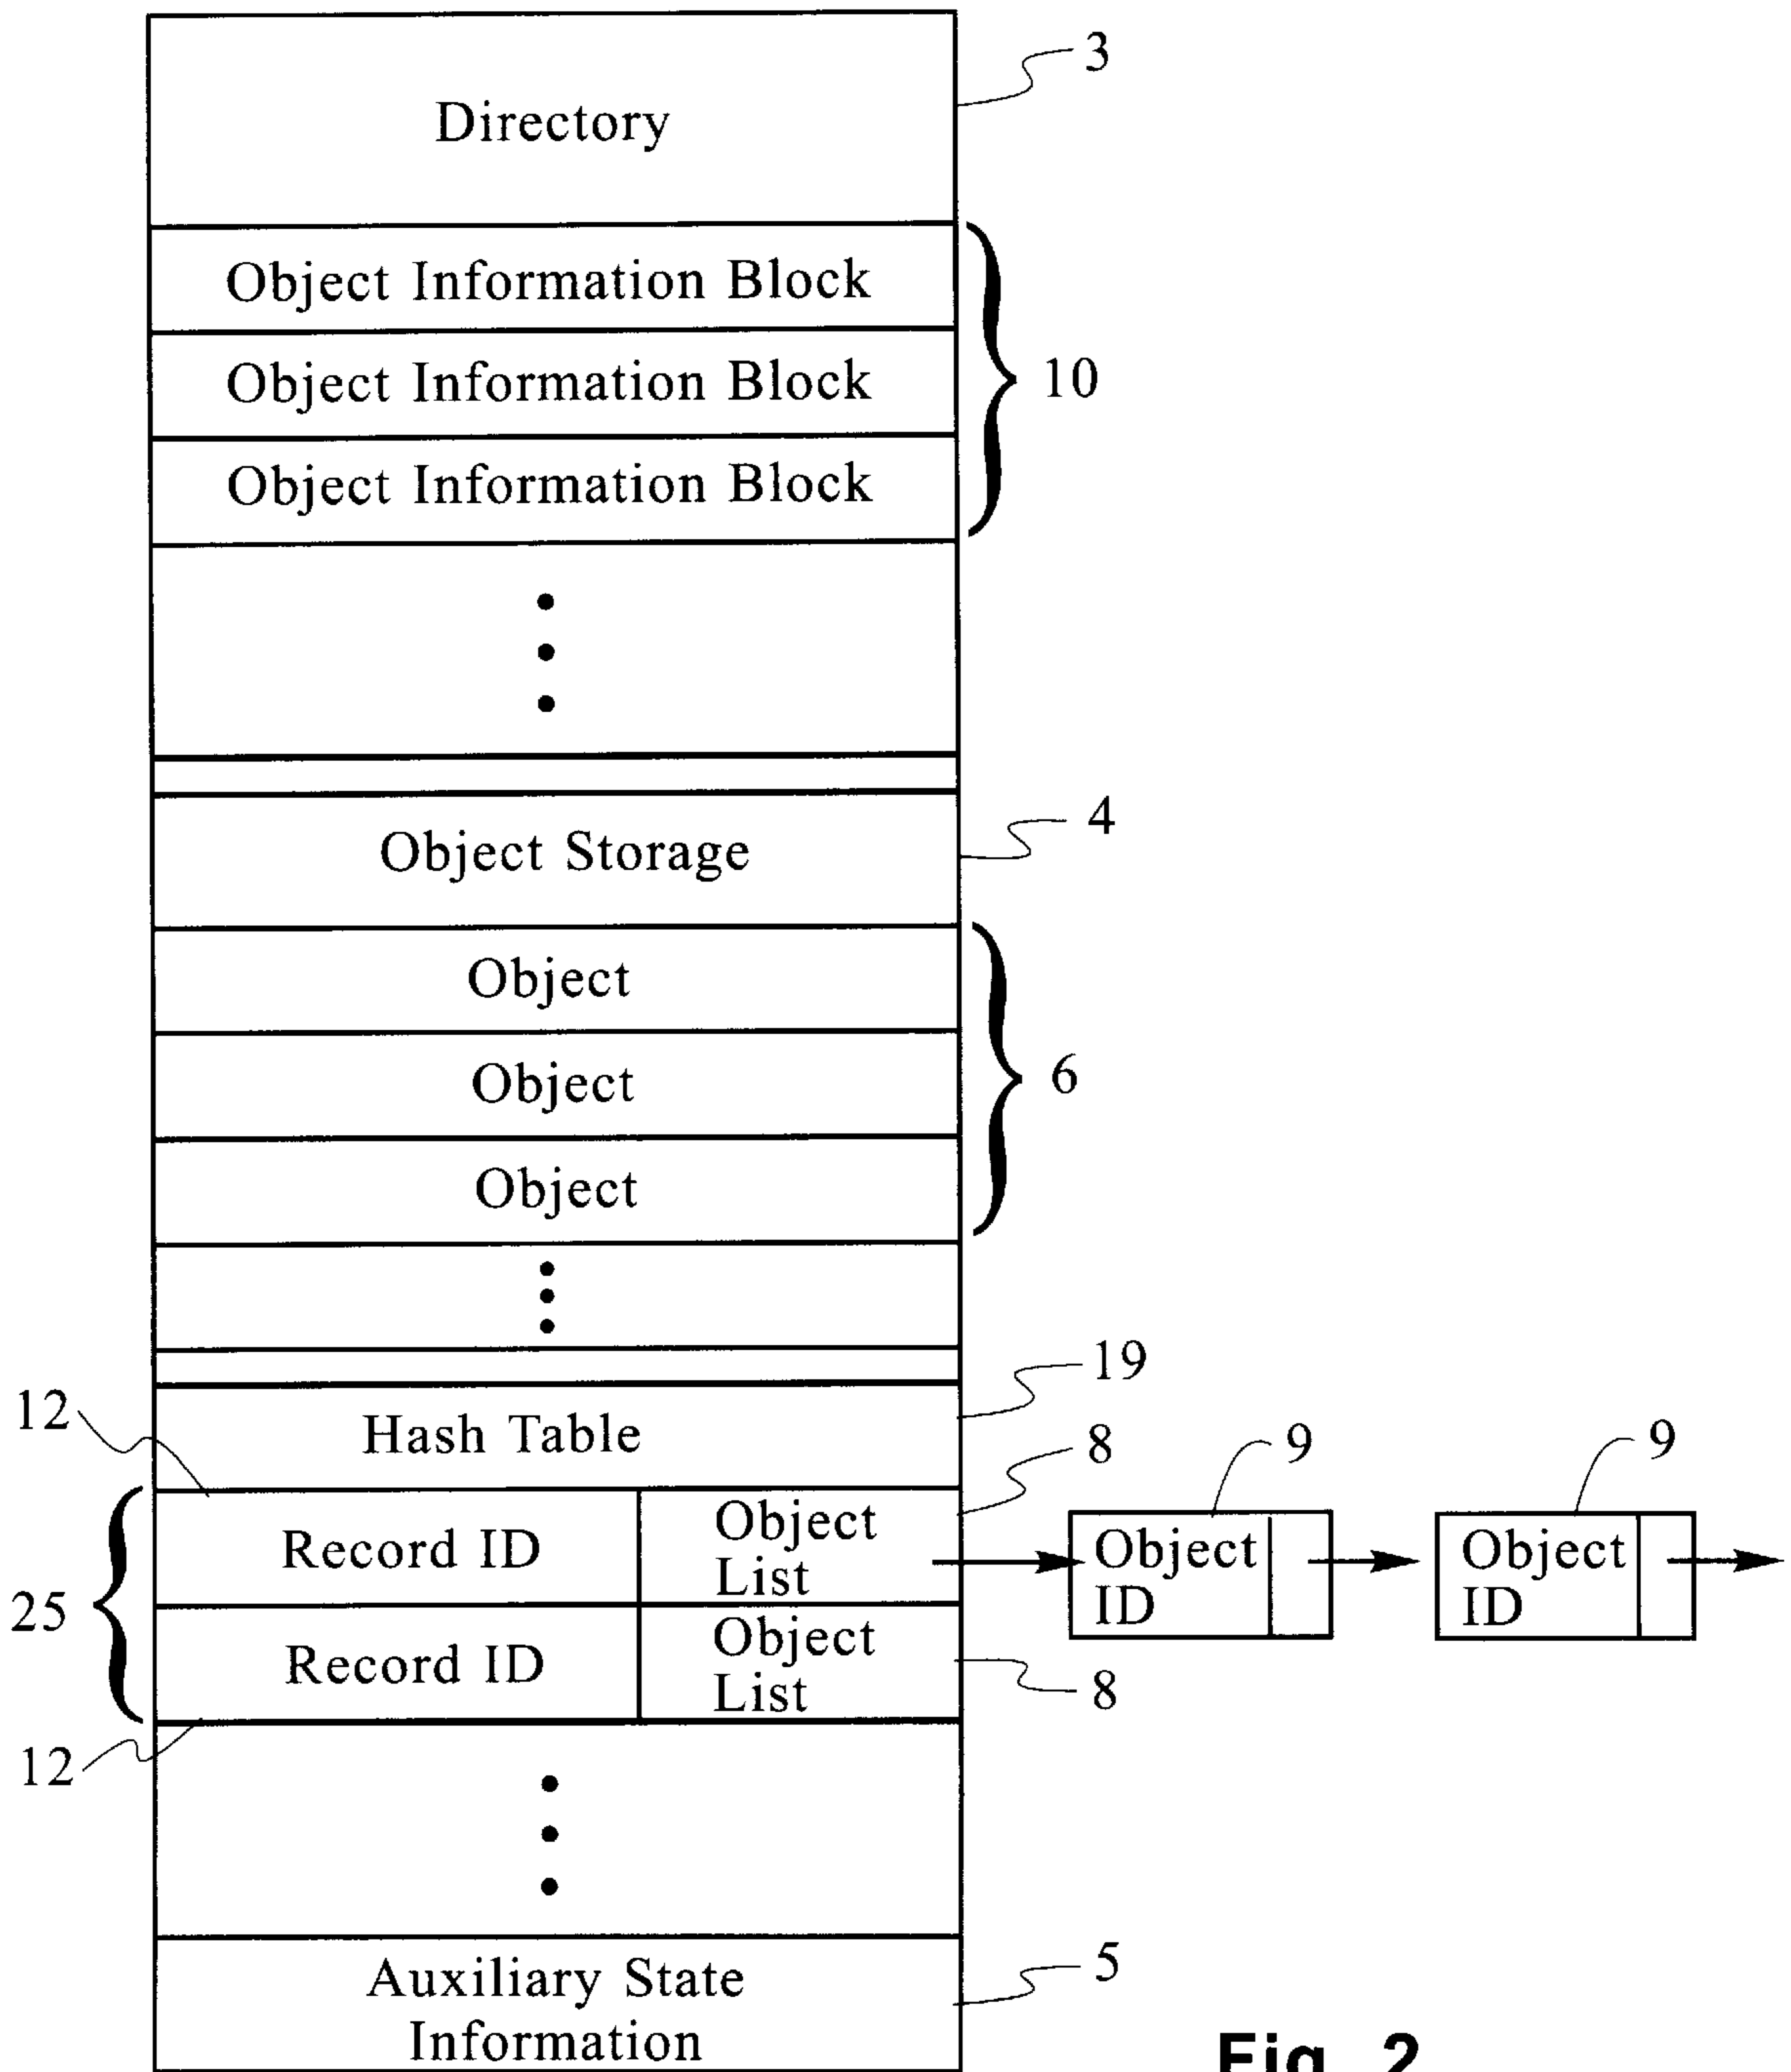 3
Directory
Object Information Block
Object Information Block
10
Object Information Block
4
Object Storage
Object
Object
6
Object
19
12
Hash Table
8
9
9
Record ID
Object
List
Object
ID
Object
ID
25
Record ID
Object
List
8
12
5
Auxiliary State
Information
Fig. 2